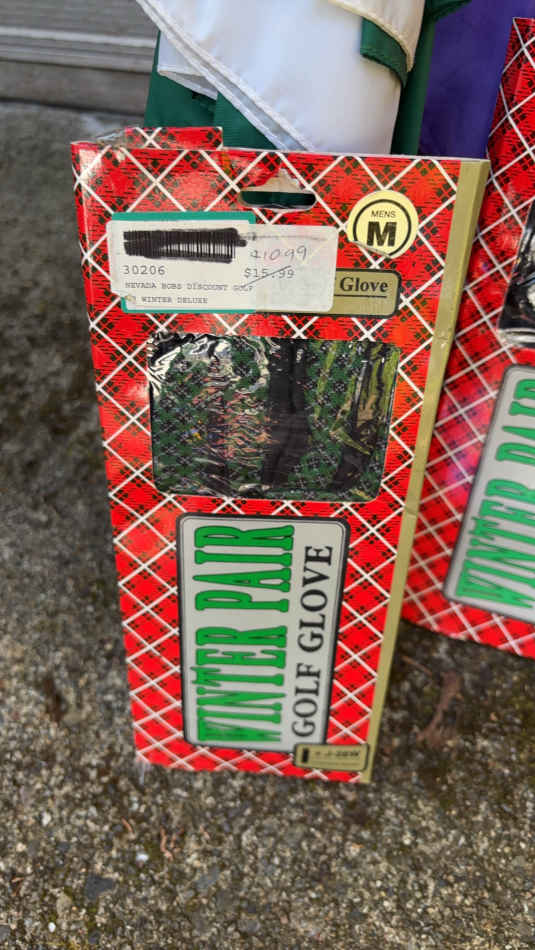 MENS
M
$10.99
30206
$15.99
NEVADA BOBS DISCOUNT GOLF
WINTER DELUXE
Glove
WINTER PAIR
GOLF GLOVE
WINTER PAIR